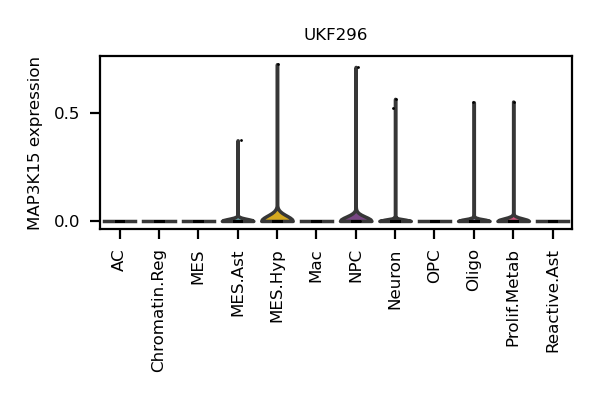 UKF296
MAP3K15 expression
0.5
0.0
AC
Chromatin.Reg
MES
MES.Ast
MES.Hyp
Mac
NPC
Neuron
OPC
Oligo
Prolif.Metab
Reactive.Ast